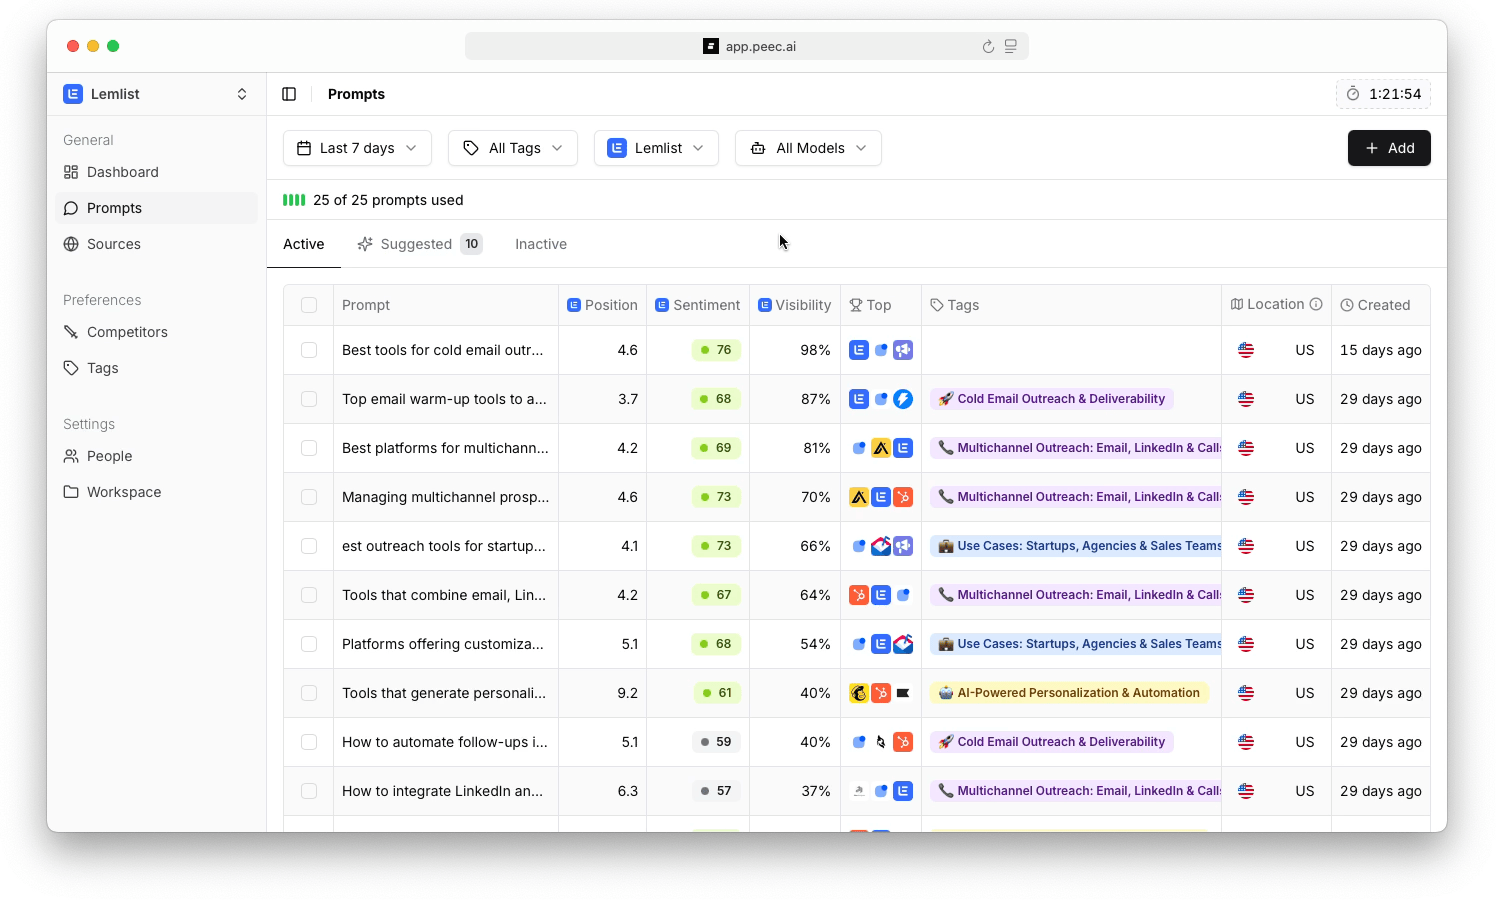 app.peec.ai
Lemlist
Prompts
1:21:54
General
Dashboard
Prompts
Sources
Preferences
Competitors
Tags
Settings
People
Workspace
Last 7 days
All Tags
Lemlist
All Models
+ Add
25 of 25 prompts used
Active Suggested 10 Inactive
Prompt Position Sentiment Visibility Top Tags Location Created
Best tools for cold email outr... 4.6 76 98% US 15 days ago
Top email warm-up tools to a... 3.7 68 87% 🚀 Cold Email Outreach & Deliverability US 29 days ago
Best platforms for multichann... 4.2 69 81% 📞 Multichannel Outreach: Email, LinkedIn & Calls US 29 days ago
Managing multichannel prosp... 4.6 73 70% 📞 Multichannel Outreach: Email, LinkedIn & Calls US 29 days ago
est outreach tools for startup... 4.1 73 66% 💼 Use Cases: Startups, Agencies & Sales Teams US 29 days ago
Tools that combine email, Lin... 4.2 67 64% 📞 Multichannel Outreach: Email, LinkedIn & Calls US 29 days ago
Platforms offering customiza... 5.1 68 54% 💼 Use Cases: Startups, Agencies & Sales Teams US 29 days ago
Tools that generate personali... 9.2 61 40% 🤖 AI-Powered Personalization & Automation US 29 days ago
How to automate follow-ups i... 5.1 59 40% 🚀 Cold Email Outreach & Deliverability US 29 days ago
How to integrate LinkedIn an... 6.3 57 37% 📞 Multichannel Outreach: Email, LinkedIn & Calls US 29 days ago